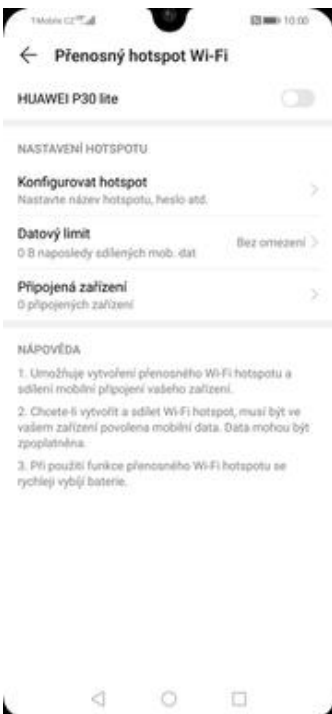 T-Mobile CZ
10:00
Přenosný hotspot Wi-Fi
HUAWEI P30 lite
NASTAVENÍ HOTSPOTU
Konfigurovat hotspot
Nastavte název hotspotu, heslo atd.
Datový limit
0 B naposledy sdílených mob. dat
Bez omezení
Připojená zařízení
0 připojených zařízení
NÁPOVĚDA
1. Umožňuje vytvoření přenosného Wi-Fi hotspotu a
sdílení mobilní připojení vašeho zařízení.
2. Chcete-li vytvořit a sdílet Wi-Fi hotspot, musí být ve
vašem zařízení povolena mobilní data. Data mohou být
zpoplatněna.
3. Při použití funkce přenosného Wi-Fi hotspotu se
rychleji vybíjí baterie.